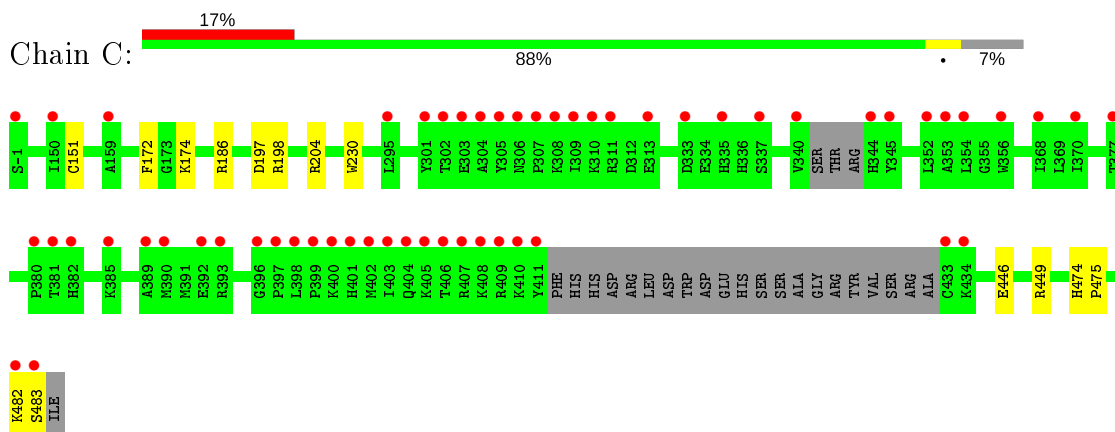 17%
Chain C:
88%
•
7%
S-1 I150 C151 A159 F172 G173 K174 R186 D197 R198 R204 W230 L295 Y301 T302 E303 A304 Y305 N306 P307 K308 I309 K310 R311 D312 E313 D333 E334 H335 H336 S337 V340 SER THR ARG H344 Y345 L352 A353 L354 G355 W356 I368 L369 I370 T377
P380 T381 H382 K385 A389 M390 M391 E392 R393 G396 P397 L398 P399 K400 H401 M402 I403 Q404 K405 T406 R407 K408 R409 K410 Y411 PHE HIS HIS ASP ARG LEU ASP TRP ASP GLU HIS SER SER ALA GLY ARG TYR VAL SER ARG ALA C433 K434 E446 R449 H474 P475
K482 S483 ILE